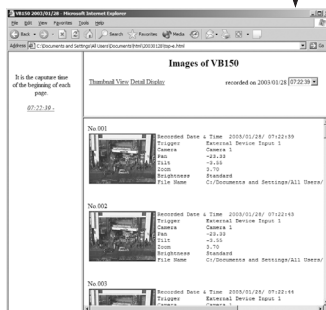 VB150 2003/01/28 - Microsoft Internet Explorer
File Edit View Favorites Tools Help
Back Search Favorites Media
Address C:\Documents and Settings\All Users\Documents\html\20030128\top-e.html Go
It is the capture time
of the beginning of each
page.
07:22:39 -
Images of VB150
Thumbnail View Detail Display recorded on 2003/01/28 07:22:39
No.001
Recorded Date & Time 2003/01/28/ 07:22:39
Trigger External Device Input 1
Camera Camera 1
Pan -23.33
Tilt -3.55
Zoom 3.70
Brightness Standard
File Name C:/Documents and Settings/All Users/
No.002
Recorded Date & Time 2003/01/28/ 07:22:43
Trigger External Device Input 1
Camera Camera 1
Pan -23.33
Tilt -3.55
Zoom 3.70
Brightness Standard
File Name C:/Documents and Settings/All Users/
No.003
Recorded Date & Time 2003/01/28/ 07:22:46
Trigger External Device Input 1
Camera Camera 1